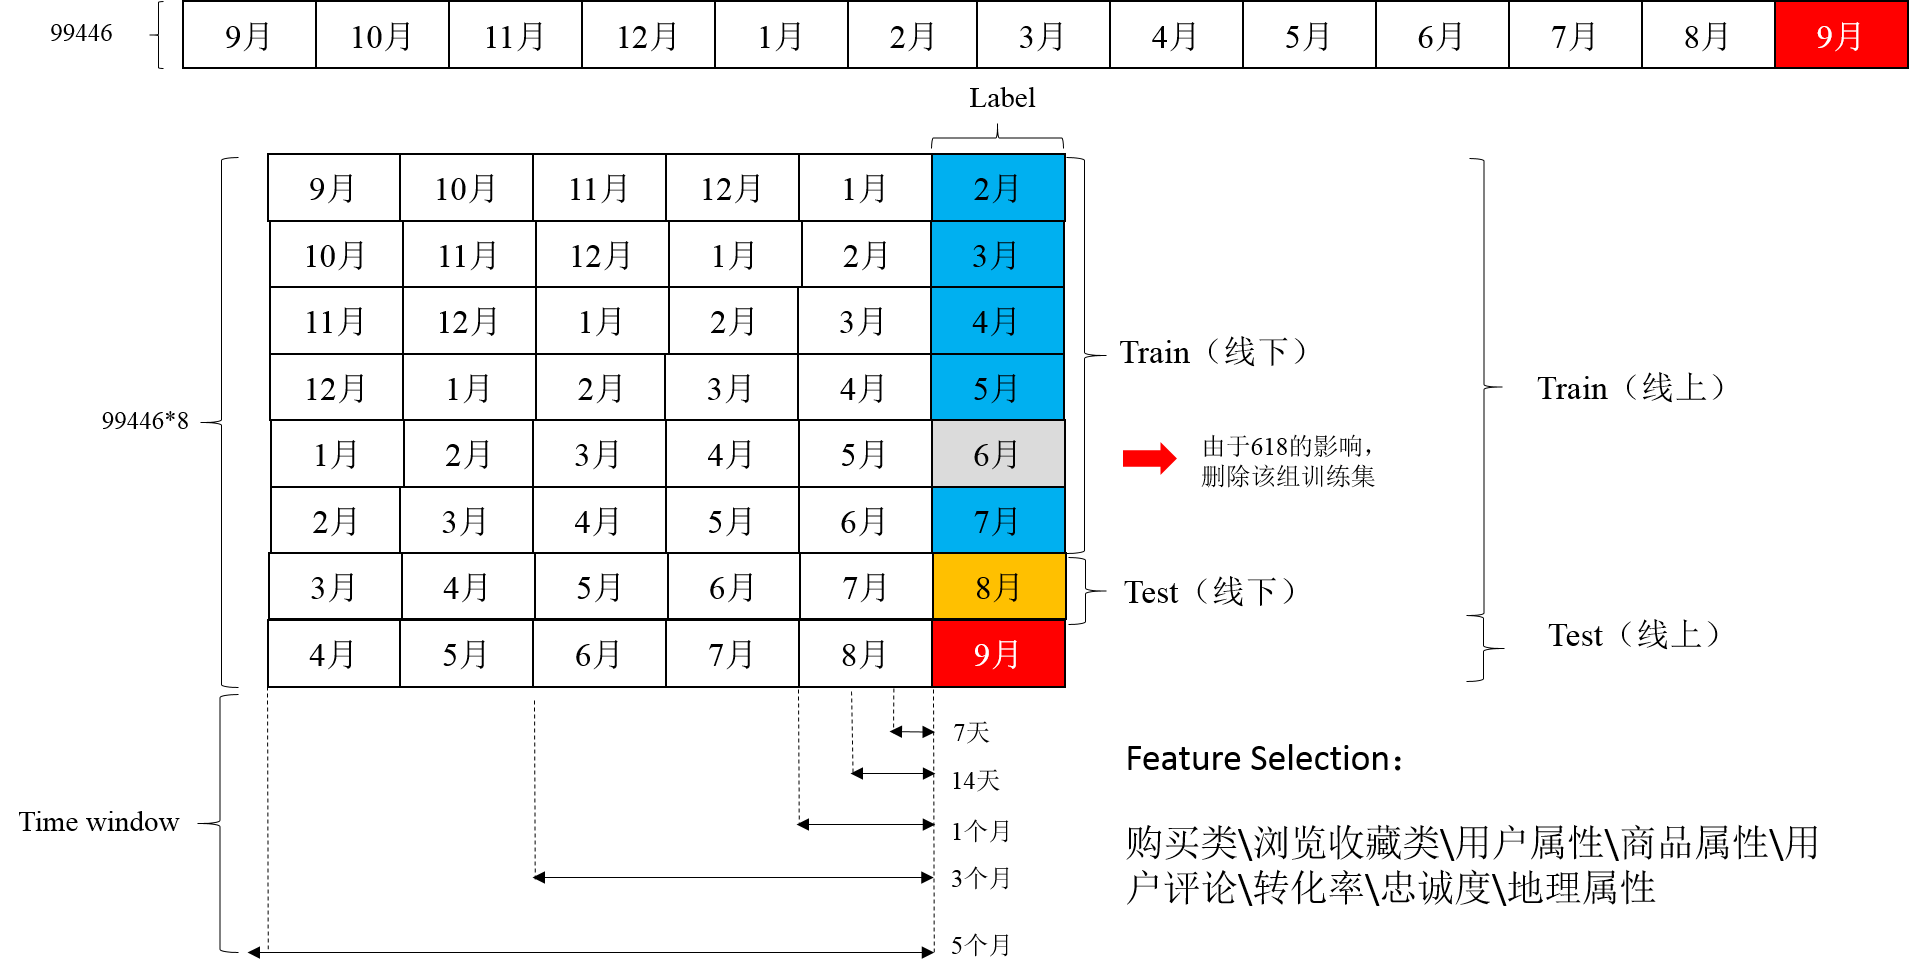 99446 9月 10月 11月 12月 1月 2月 3月 4月 5月 6月 7月 8月 9月
Label
9月 10月 11月 12月 1月 2月
10月 11月 12月 1月 2月 3月
11月 12月 1月 2月 3月 4月
Train（线下）
12月 1月 2月 3月 4月 5月
Train（线上）
99446*8
1月 2月 3月 4月 5月 6月
由于618的影响，
删除该组训练集
2月 3月 4月 5月 6月 7月
3月 4月 5月 6月 7月 8月
Test（线下）
4月 5月 6月 7月 8月 9月
Test（线上）
7天
14天
Time window
1个月
3个月
5个月
Feature Selection：
购买类\浏览收藏类\用户属性\商品属性\用
户评论\转化率\忠诚度\地理属性